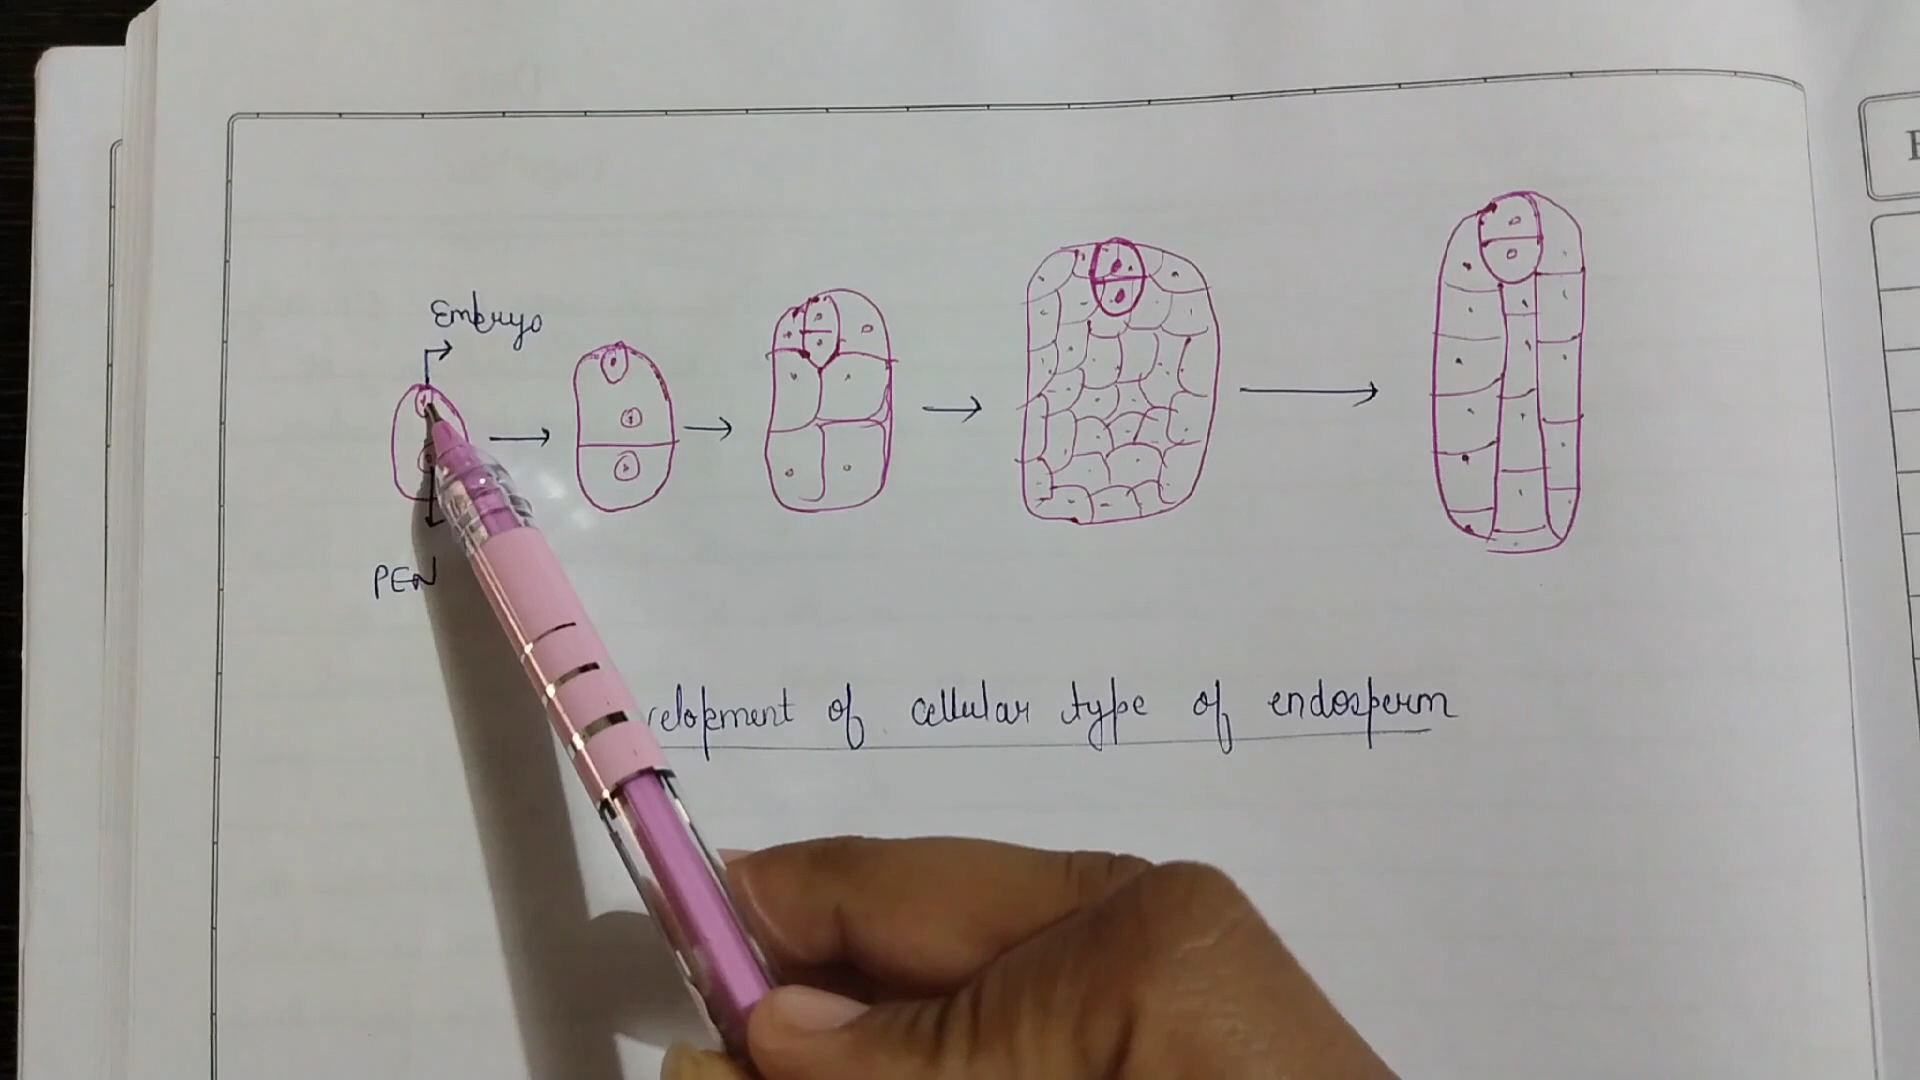 Embryo
PEN
velopment of cellular type of endosperm